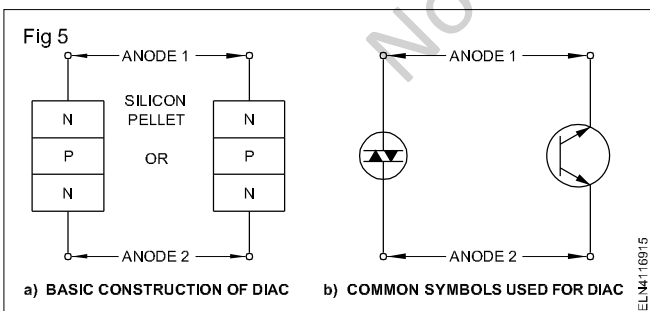 Fig 5
No
ANODE 1
ANODE 1
SILICON
PELLET
N
N
P
OR
P
N
N
ANODE 2
ANODE 2
a) BASIC CONSTRUCTION OF DIAC
b) COMMON SYMBOLS USED FOR DIAC
ELN4116915